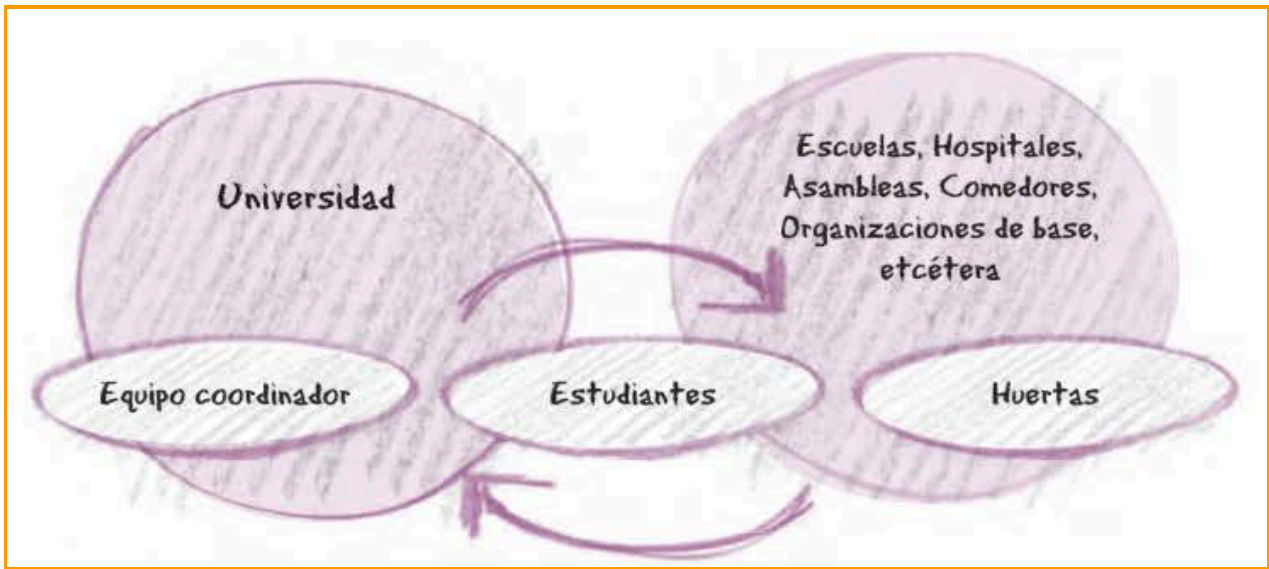 Universidad
Escuelas, Hospitales,
Asambleas, Comedores,
Organizaciones de base,
etcétera
Equipo coordinador
Estudiantes
Huertas